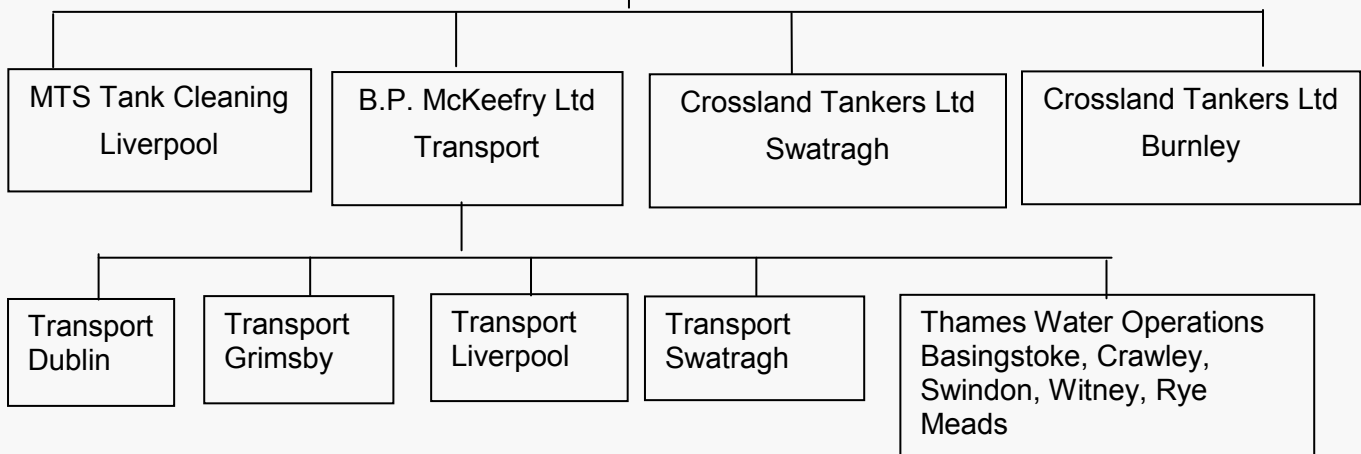 MTS Tank Cleaning
Liverpool
B.P. McKeefry Ltd
Transport
Crossland Tankers Ltd
Swatragh
Crossland Tankers Ltd
Burnley
Transport
Dublin
Transport
Grimsby
Transport
Liverpool
Transport
Swatragh
Thames Water Operations
Basingstoke, Crawley,
Swindon, Witney, Rye
Meads